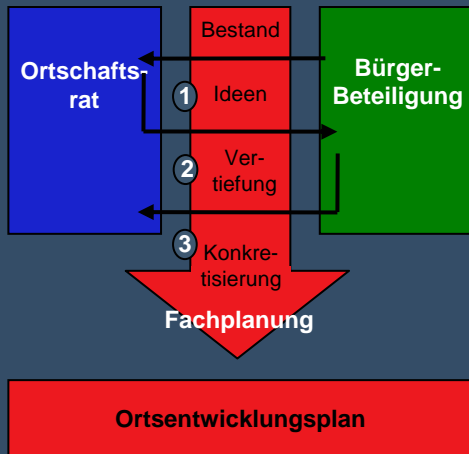 Ortschafts-
rat
Bestand
1
Ideen
2
Ver-
tiefung
3
Konkre-
tisierung
Fachplanung
Bürger-
Beteiligung
Ortsentwicklungsplan